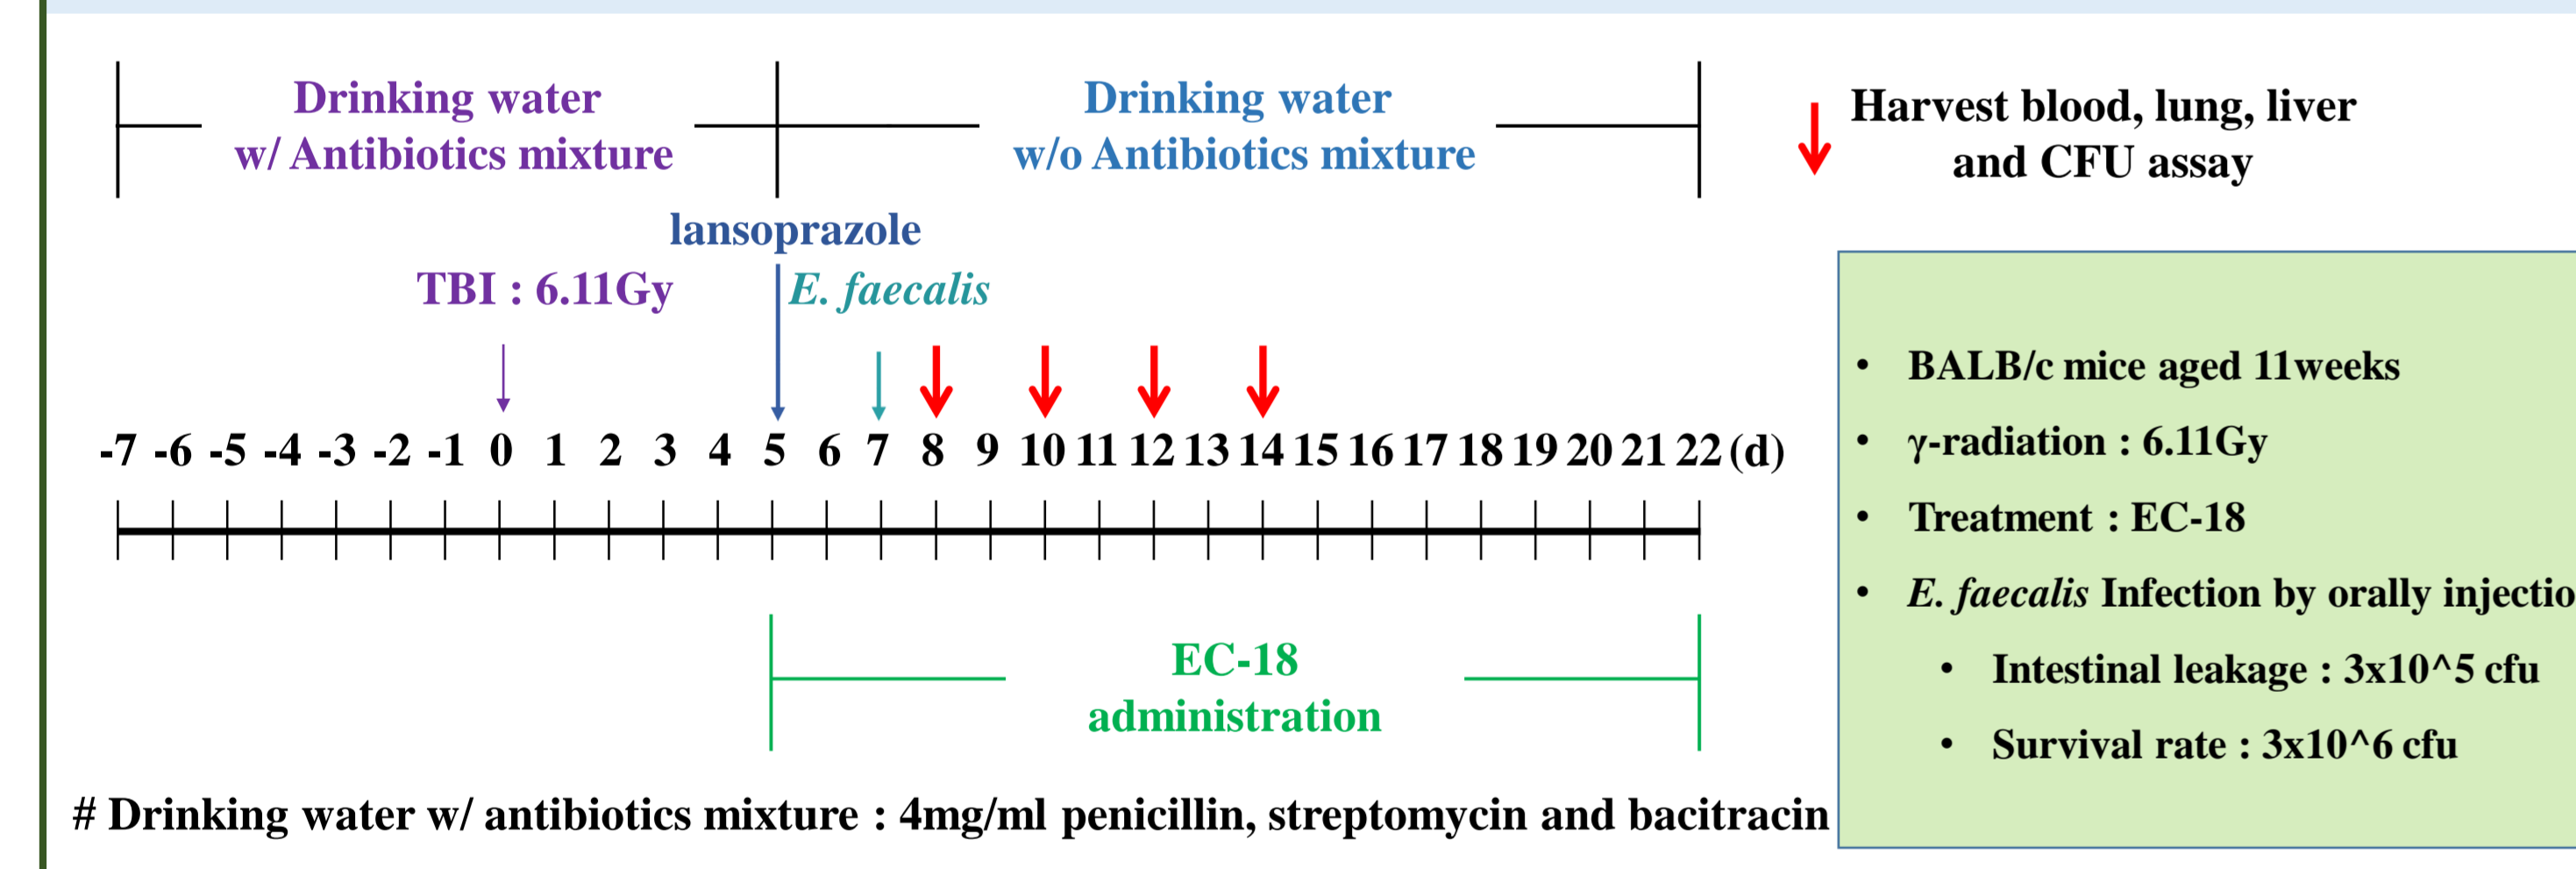 Drinking water
w/ Antibiotics mixture
Drinking water
w/o Antibiotics mixture
Harvest blood, lung, liver
and CFU assay
lansoprazole
TBI : 6.11Gy
E. faecalis
-7 -6 -5 -4 -3 -2 -1 0 1 2 3 4 5 6 7 8 9 10 11 12 13 14 15 16 17 18 19 20 21 22 (d)
EC-18
administration
# Drinking water w/ antibiotics mixture : 4mg/ml penicillin, streptomycin and bacitracin
• BALB/c mice aged 11weeks
• γ-radiation : 6.11Gy
• Treatment : EC-18
• E. faecalis Infection by orally injectio
• Intestinal leakage : 3x10^5 cfu
• Survival rate : 3x10^6 cfu